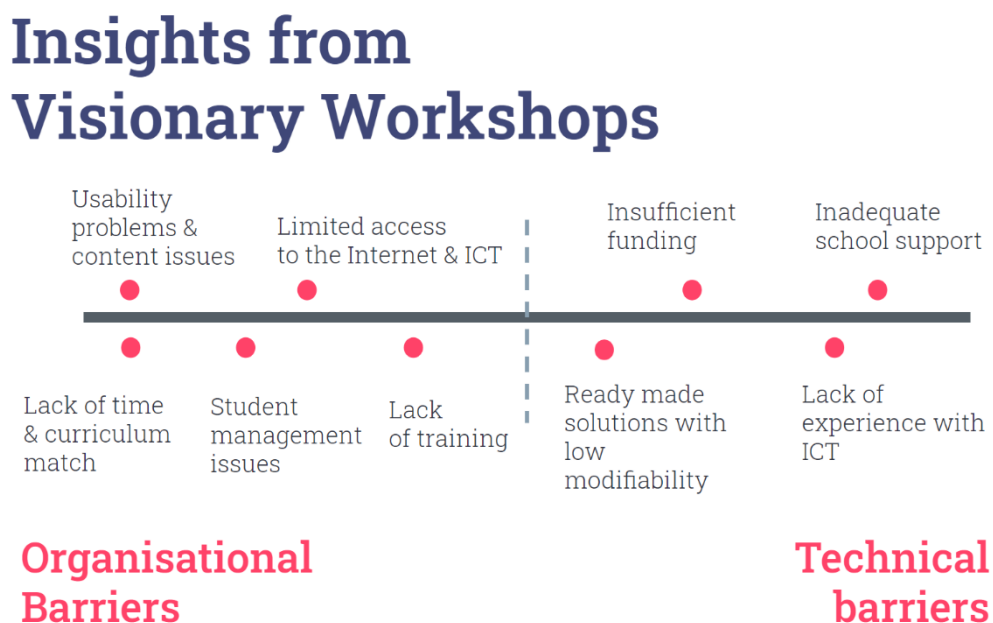 Insights from
Visionary Workshops
Usability
problems &
content issues
Limited access
to the Internet & ICT
Insufficient
funding
Inadequate
school support
Lack of time
& curriculum
match
Student
management
issues
Lack
of training
Ready made
solutions with
low
modifiability
Lack of
experience with
ICT
Organisational
Barriers
Technical
barriers